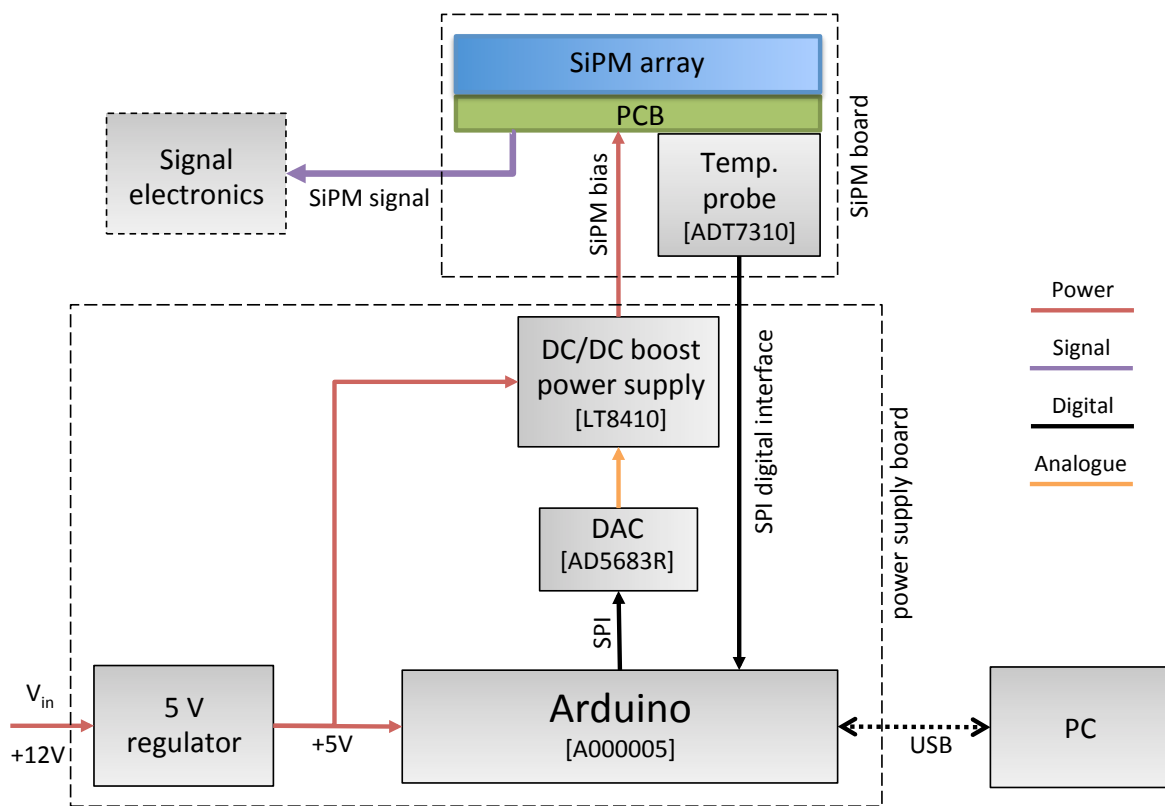 SiPM array
PCB
SiPM board
Signal
electronics
SiPM signal
SiPM bias
Temp.
probe
[ADT7310]
Power
Signal
Digital
Analogue
DC/DC boost
power supply
[LT8410]
SPI digital interface
power supply board
DAC
[AD5683R]
SPI
Vin
+12V
5 V
regulator
+5V
Arduino
[A000005]
USB
PC